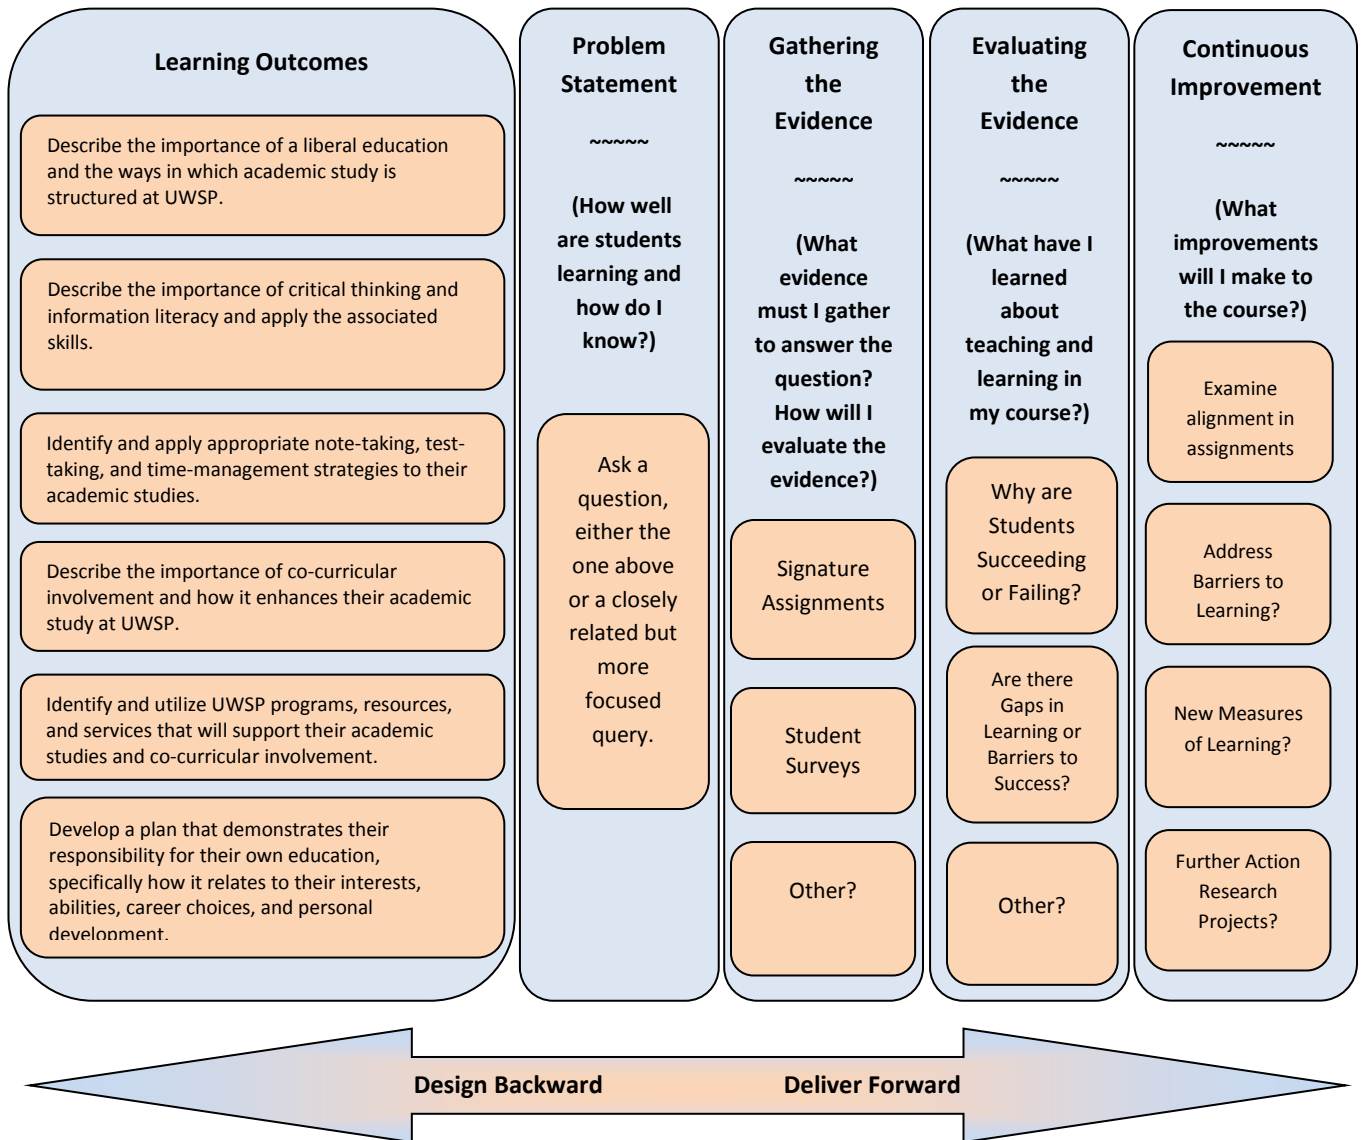 Learning Outcomes
Describe the importance of a liberal education
and the ways in which academic study is
structured at UWSP.
Describe the importance of critical thinking and
information literacy and apply the associated
skills.
Identify and apply appropriate note-taking, test-
taking, and time-management strategies to their
academic studies.
Describe the importance of co-curricular
involvement and how it enhances their academic
study at UWSP.
Identify and utilize UWSP programs, resources,
and services that will support their academic
studies and co-curricular involvement.
Develop a plan that demonstrates their
responsibility for their own education,
specifically how it relates to their interests,
abilities, career choices, and personal
development.
Problem
Statement
~~~~~
(How well
are students
learning and
how do I
know?)
Ask a
question,
either the
one above
or a closely
related but
more
focused
query.
Gathering
the
Evidence
~~~~~
(What
evidence
must I gather
to answer the
question?
How will I
evaluate the
evidence?)
Signature
Assignments
Student
Surveys
Other?
Evaluating
the
Evidence
~~~~~
(What have I
learned
about
teaching and
learning in
my course?)
Why are
Students
Succeeding
or Failing?
Are there
Gaps in
Learning or
Barriers to
Success?
Other?
Continuous
Improvement
~~~~~
(What
improvements
will I make to
the course?)
Examine
alignment in
assignments
Address
Barriers to
Learning?
New Measures
of Learning?
Further Action
Research
Projects?
Design Backward
Deliver Forward